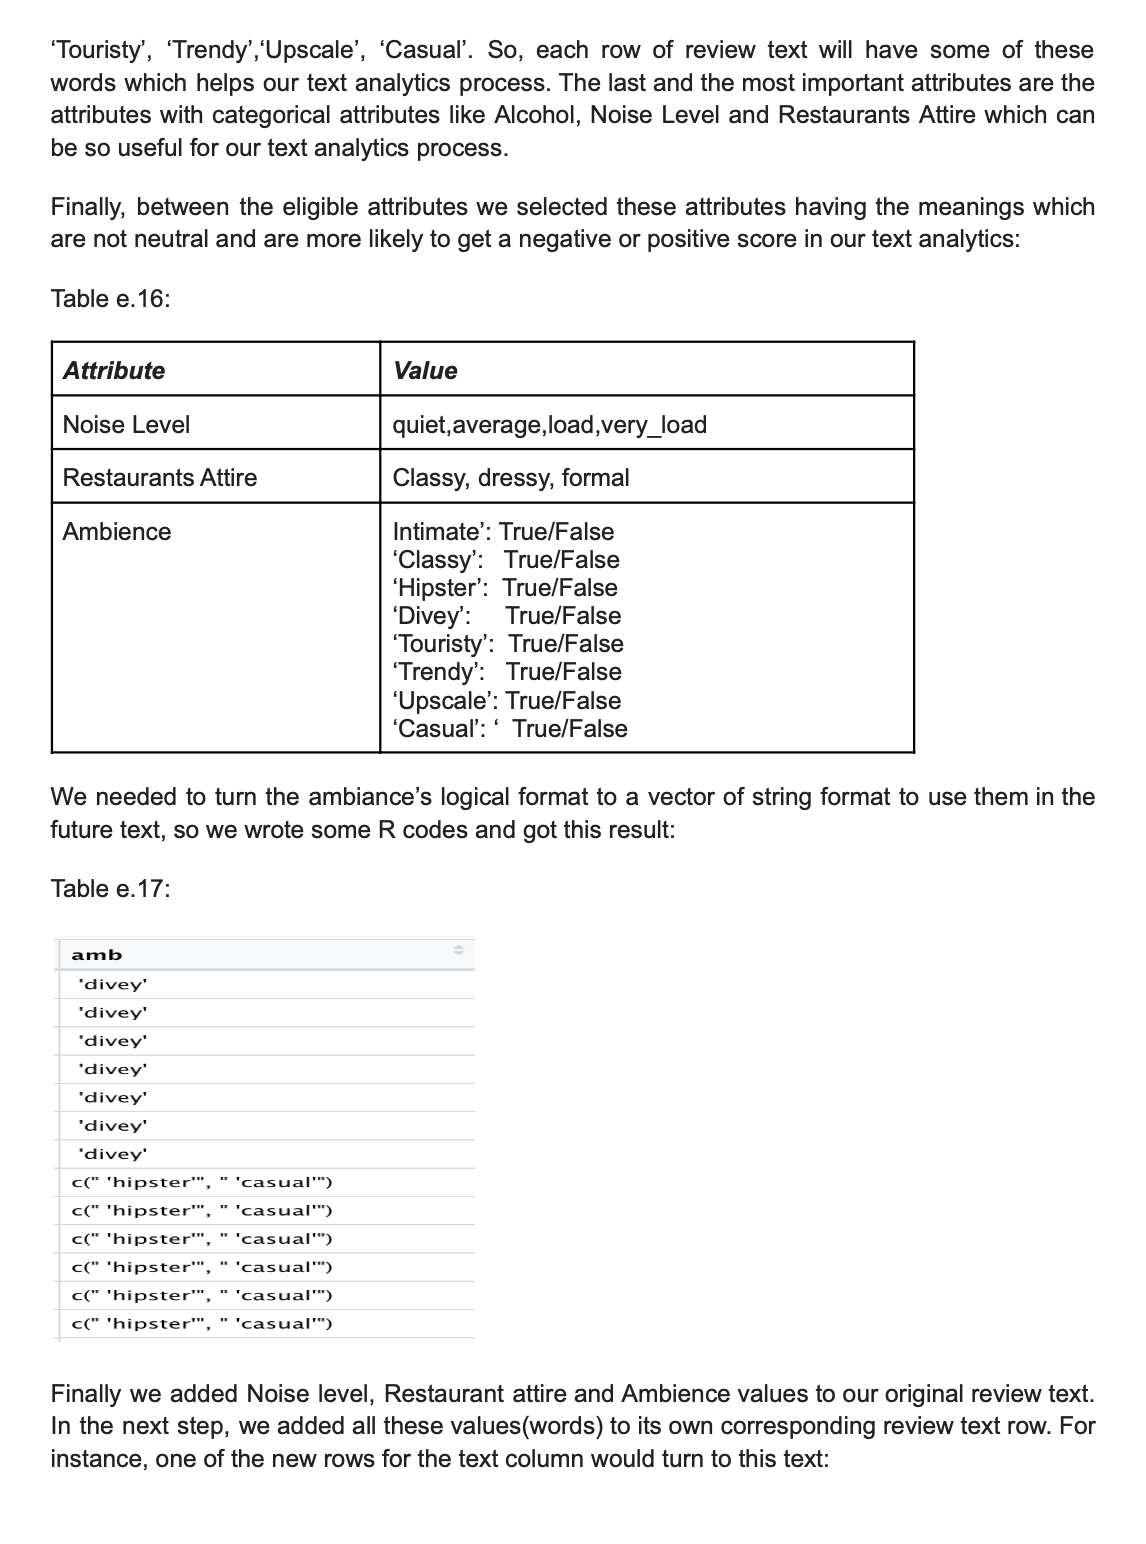 ‘Touristy’, ‘Trendy’,‘Upscale’, ‘Casual’. So, each row of review text will have some of these
words which helps our text analytics process. The last and the most important attributes are the
attributes with categorical attributes like Alcohol, Noise Level and Restaurants Attire which can
be so useful for our text analytics process.
Finally, between the eligible attributes we selected these attributes having the meanings which
are not neutral and are more likely to get a negative or positive score in our text analytics:
Table e.16:
Attribute Value
Noise Level quiet,average,load,very_load
Restaurants Attire Classy, dressy, formal
Ambience Intimate’: True/False
‘Classy’: True/False
‘Hipster’: True/False
‘Divey’: True/False
‘Touristy’: True/False
‘Trendy’: True/False
‘Upscale’: True/False
‘Casual’: ‘ True/False
We needed to turn the ambiance’s logical format to a vector of string format to use them in the
future text, so we wrote some R codes and got this result:
Table e.17:
amb
'divey'
'divey'
'divey'
'divey'
'divey'
'divey'
'divey'
c(" 'hipster'", " 'casual'")
c(" 'hipster'", " 'casual'")
c(" 'hipster'", " 'casual'")
c(" 'hipster'", " 'casual'")
c(" 'hipster'", " 'casual'")
c(" 'hipster'", " 'casual'")
Finally we added Noise level, Restaurant attire and Ambience values to our original review text.
In the next step, we added all these values(words) to its own corresponding review text row. For
instance, one of the new rows for the text column would turn to this text: